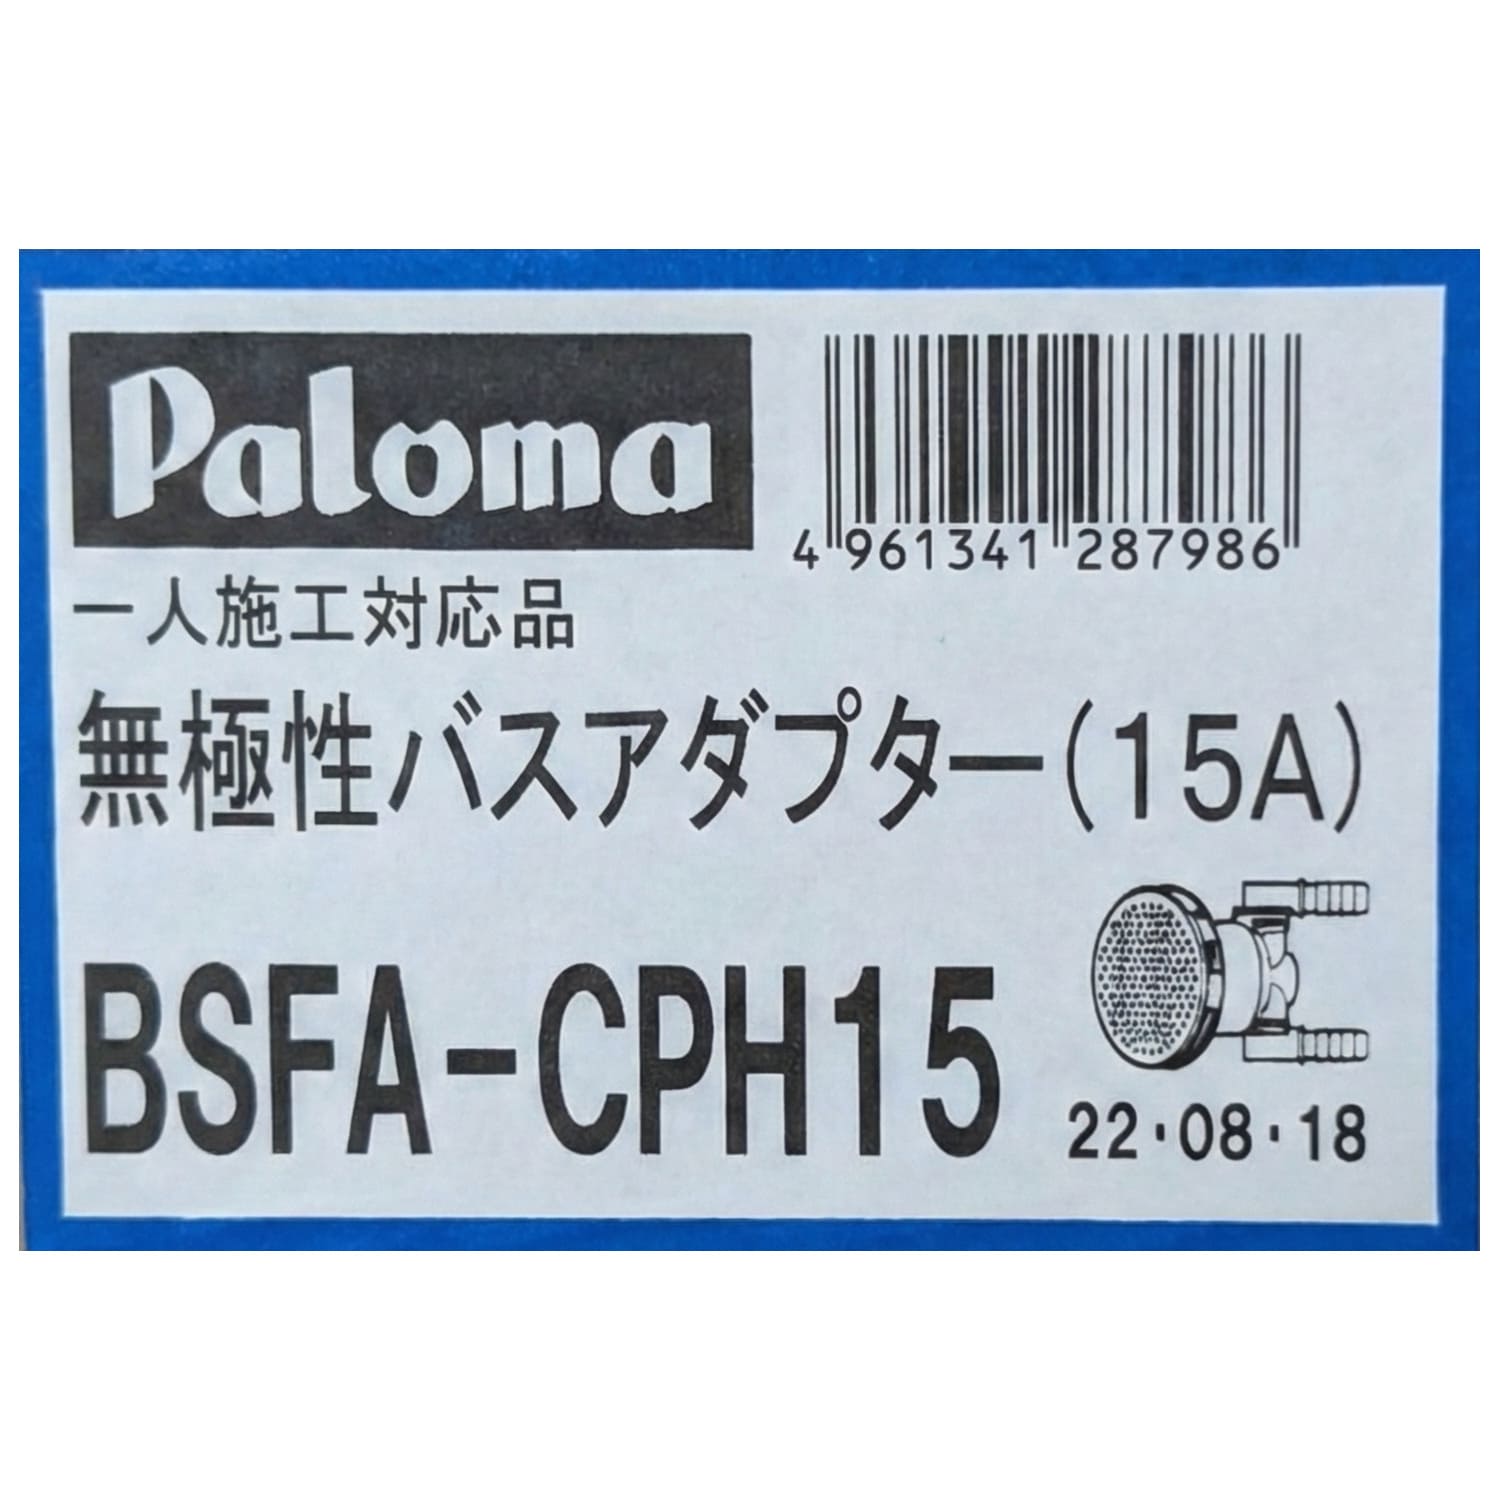 Paloma
4 961341 287986
一人施工対応品
無極性バスアダプター(15A)
BSFA-CPH15
22・08・18